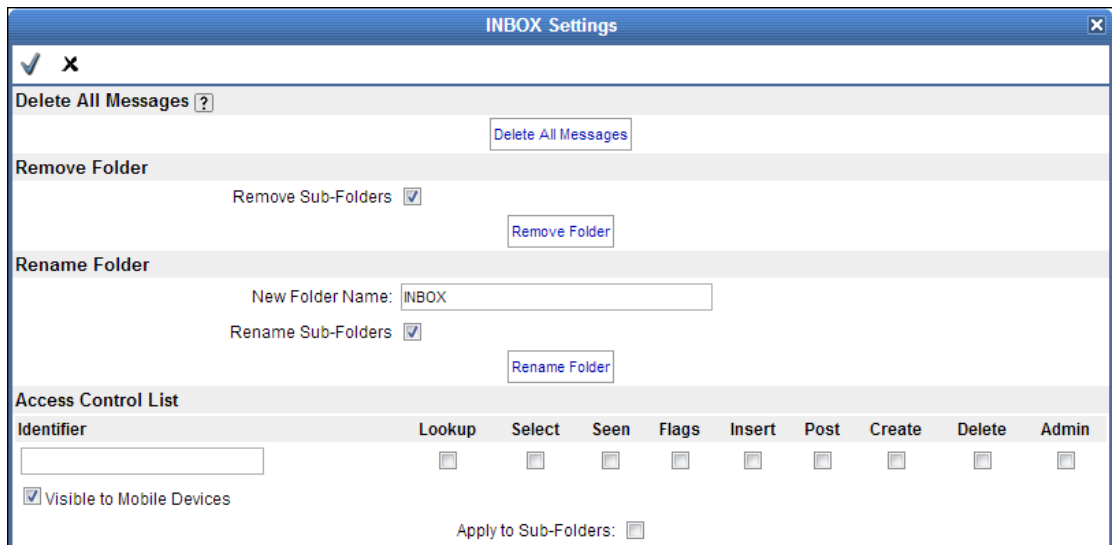 INBOX Settings
Delete All Messages ?
Delete All Messages
Remove Folder
Remove Sub-Folders
Remove Folder
Rename Folder
New Folder Name: INBOX
Rename Sub-Folders
Rename Folder
Access Control List
Identifier Lookup Select Seen Flags Insert Post Create Delete Admin
Visible to Mobile Devices
Apply to Sub-Folders: